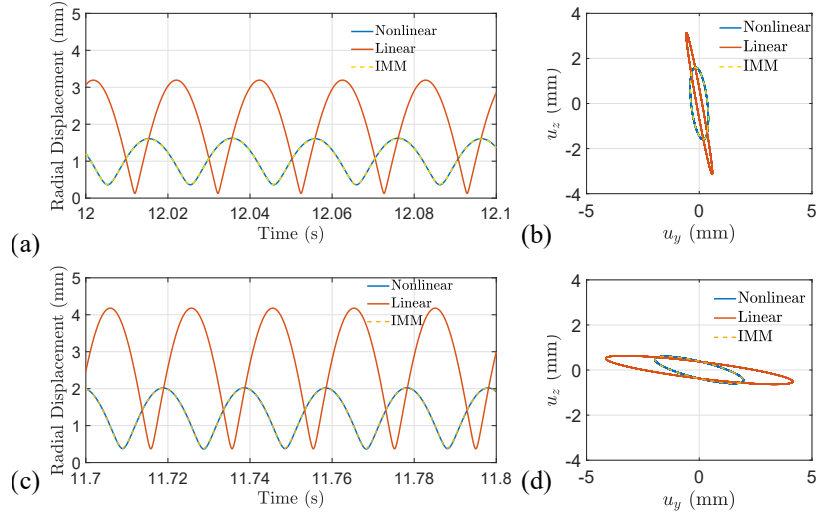 5
4
3
2
1
0
Radial Displacement (mm)
Nonlinear
Linear
IMM
12
12.02
12.04
12.06
12.08
12.1
Time (s)
(a)
4
2
0
-2
-4
u_z (mm)
Nonlinear
Linear
IMM
-5
0
5
u_y (mm)
(b)
5
4
3
2
1
0
Radial Displacement (mm)
Nonlinear
Linear
IMM
11.7
11.72
11.74
11.76
11.78
11.8
Time (s)
(c)
4
2
0
-2
-4
u_z (mm)
Nonlinear
Linear
IMM
-5
0
5
u_y (mm)
(d)